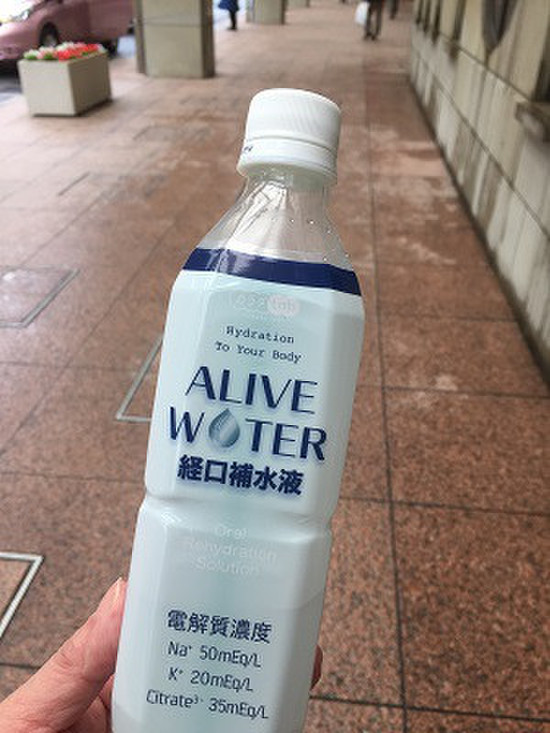 Hydration
To Your Body
ALIVE
WATER
経口補水液
Oral
Rehydration
Solution
電解質濃度
Na⁺ 50mEq/L
K⁺ 20mEq/L
Citrate³⁻ 35mEq/L